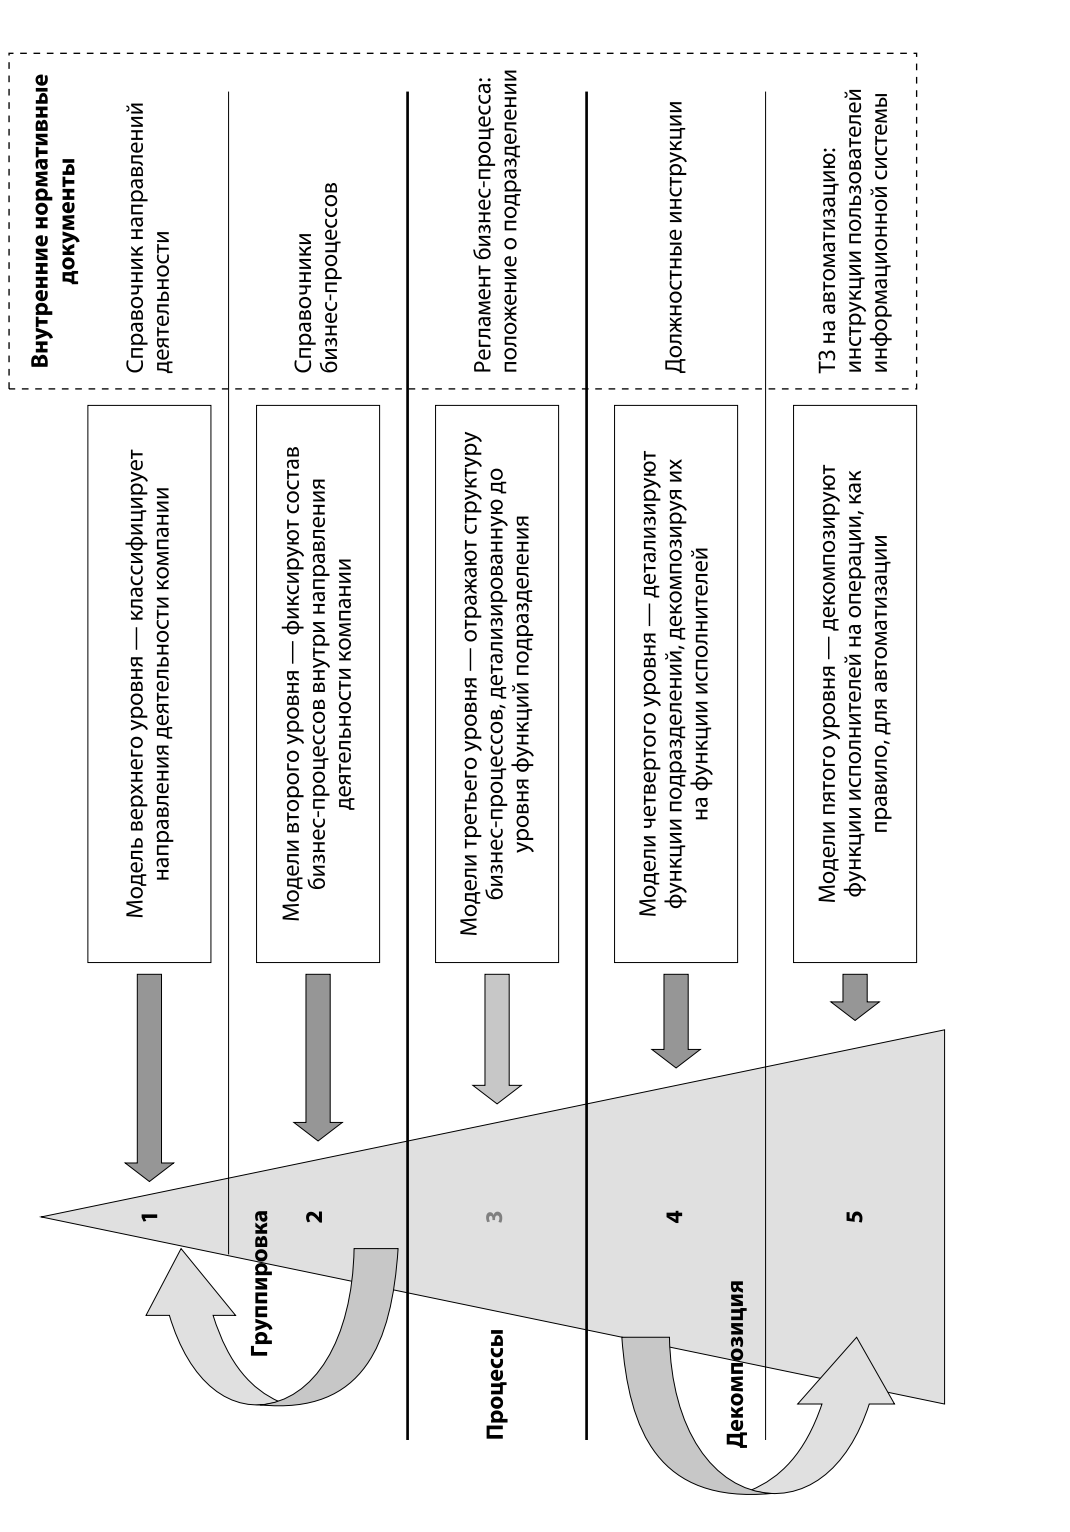 Внутренние нормативные
документы
1
Модель верхнего уровня — классифицирует
направления деятельности компании
Справочник направлений
деятельности
Группировка
2
Модели второго уровня — фиксируют состав
бизнес-процессов внутри направления
деятельности компании
Справочники
бизнес-процессов
Процессы
3
Модели третьего уровня — отражают структуру
бизнес-процессов, детализированную до
уровня функций подразделения
Регламент бизнес-процесса:
положение о подразделении
4
Модели четвертого уровня — детализируют
функции подразделений, декомпозируя их
на функции исполнителей
Должностные инструкции
Декомпозиция
5
Модели пятого уровня — декомпозируют
функции исполнителей на операции, как
правило, для автоматизации
ТЗ на автоматизацию:
инструкции пользователей
информационной системы